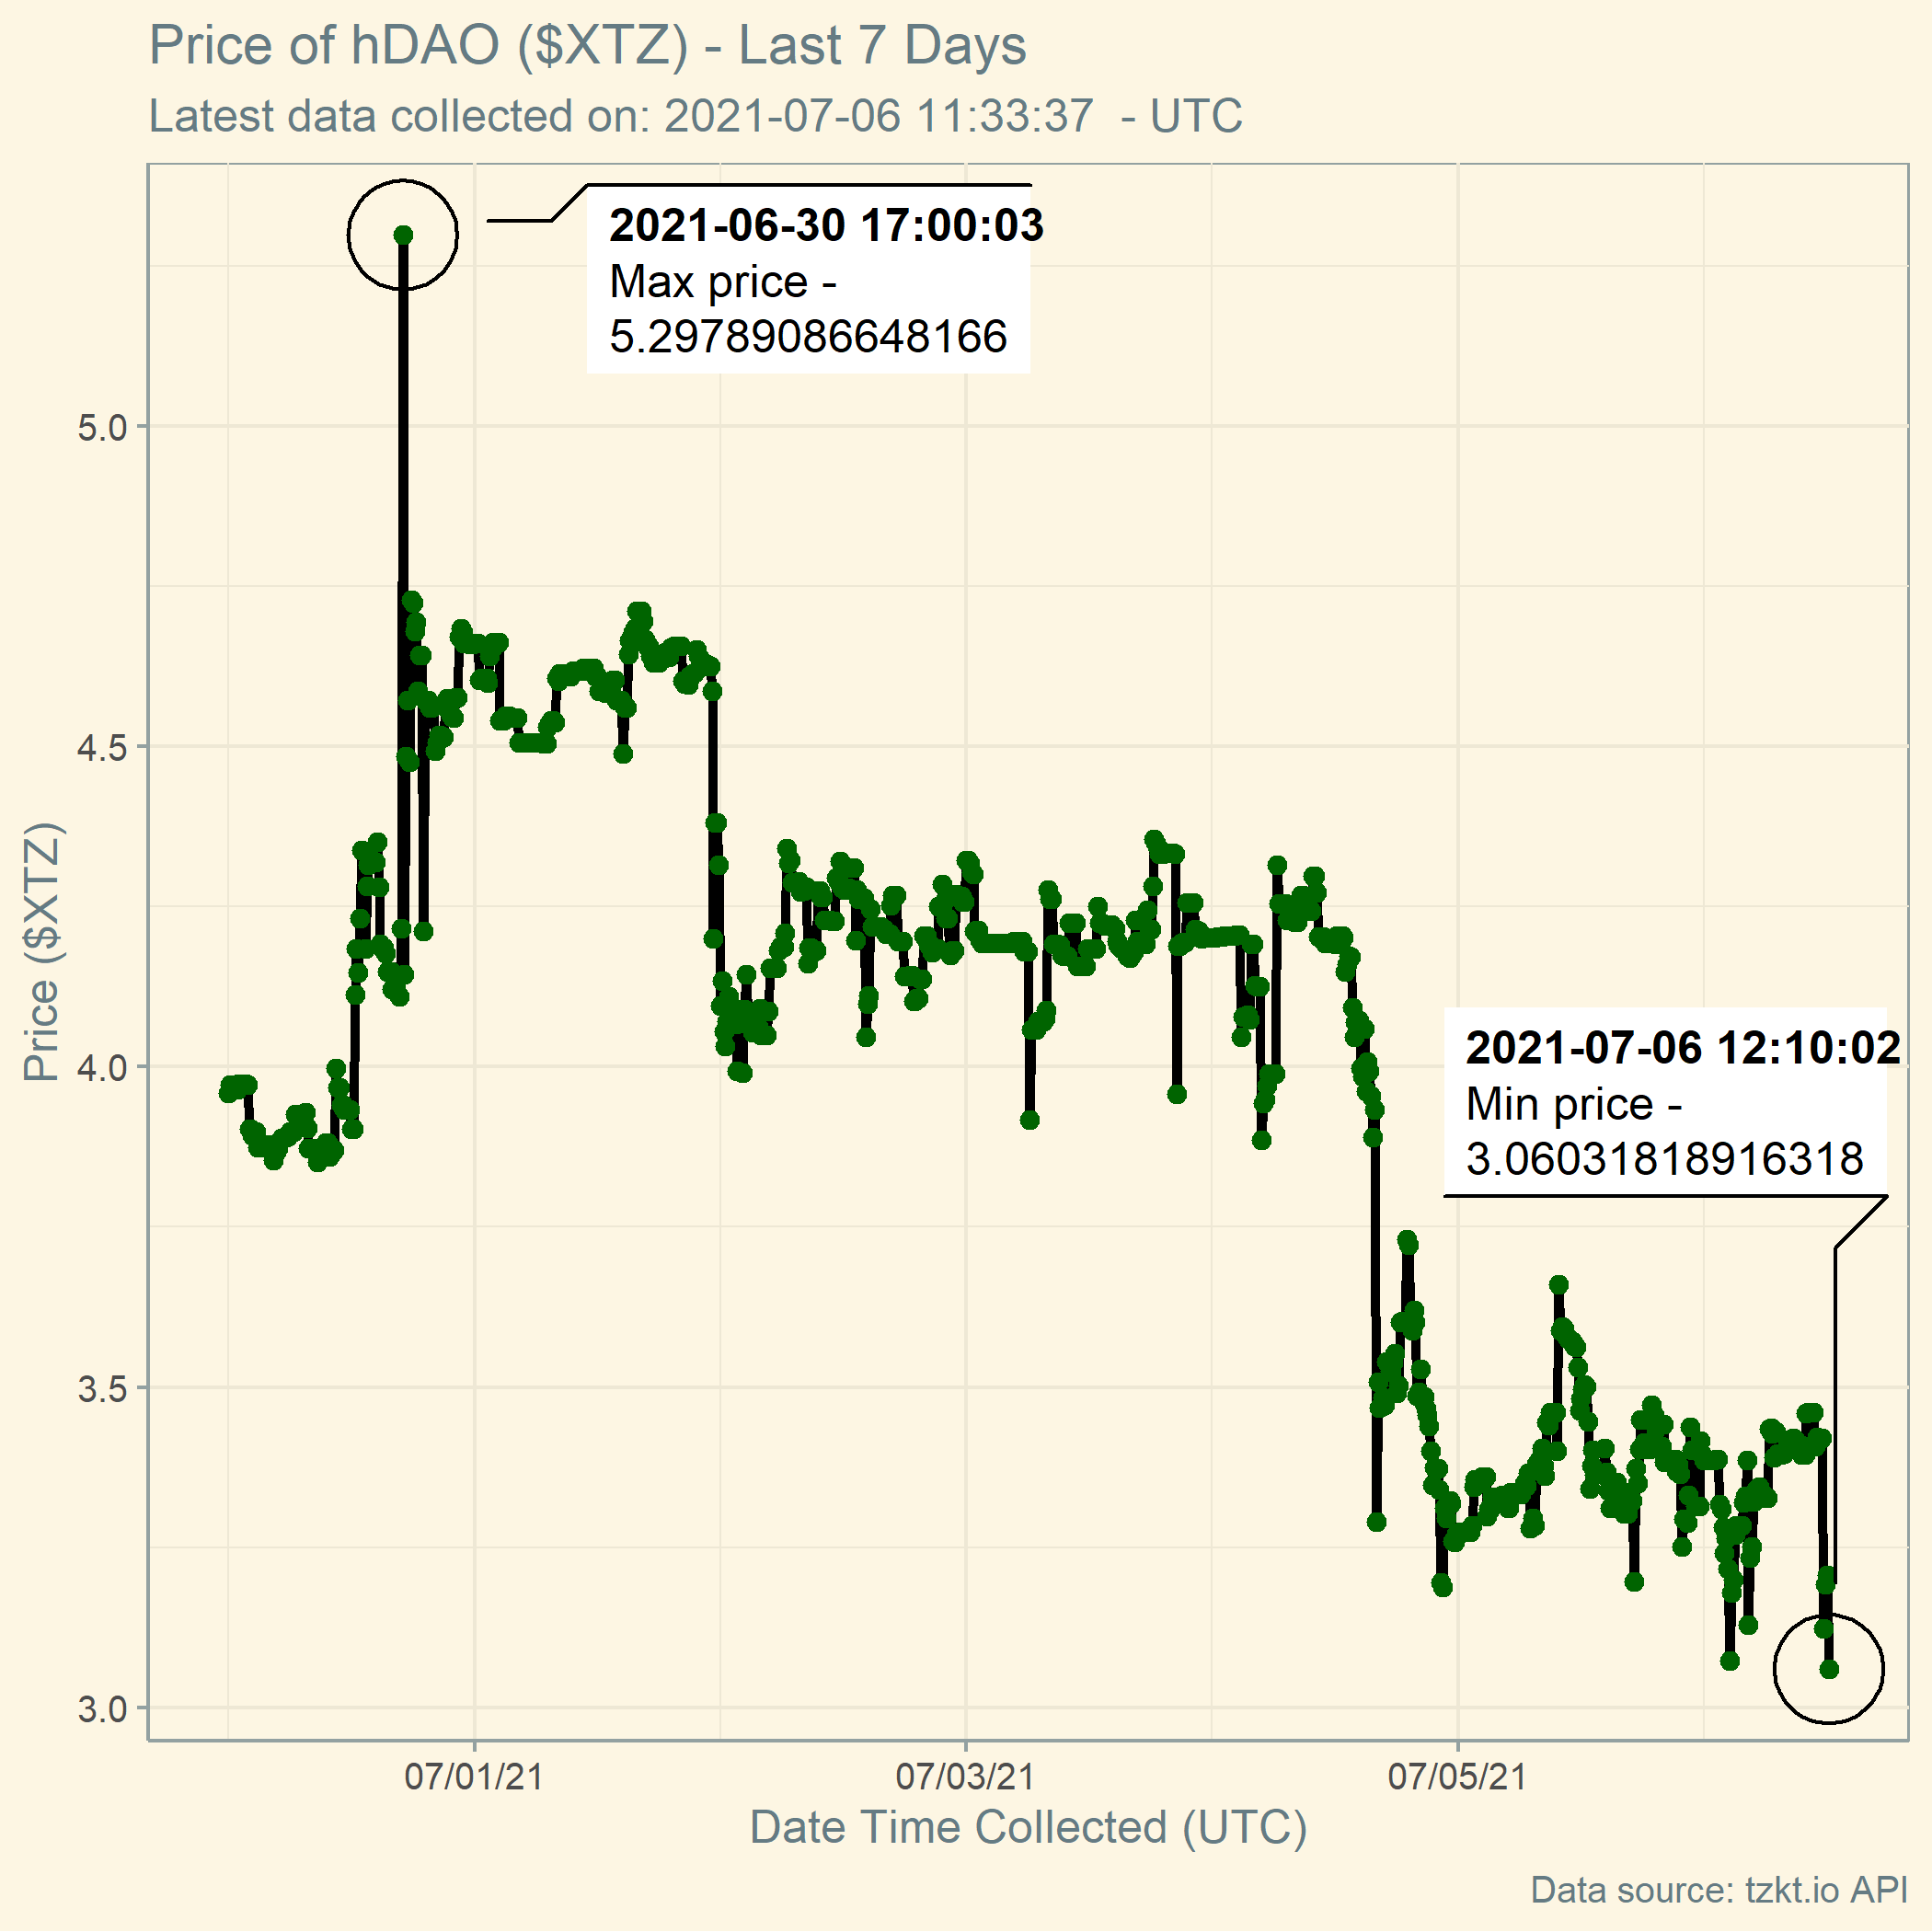 Price of hDAO ($XTZ) - Last 7 Days
Latest data collected on: 2021-07-06 11:33:37  - UTC
2021-06-30 17:00:03
Max price -
5.29789086648166
5.0
4.5
4.0
3.5
3.0
Price ($XTZ)
2021-07-06 12:10:02
Min price -
3.06031818916318
07/01/21
07/03/21
07/05/21
Date Time Collected (UTC)
Data source: tzkt.io API